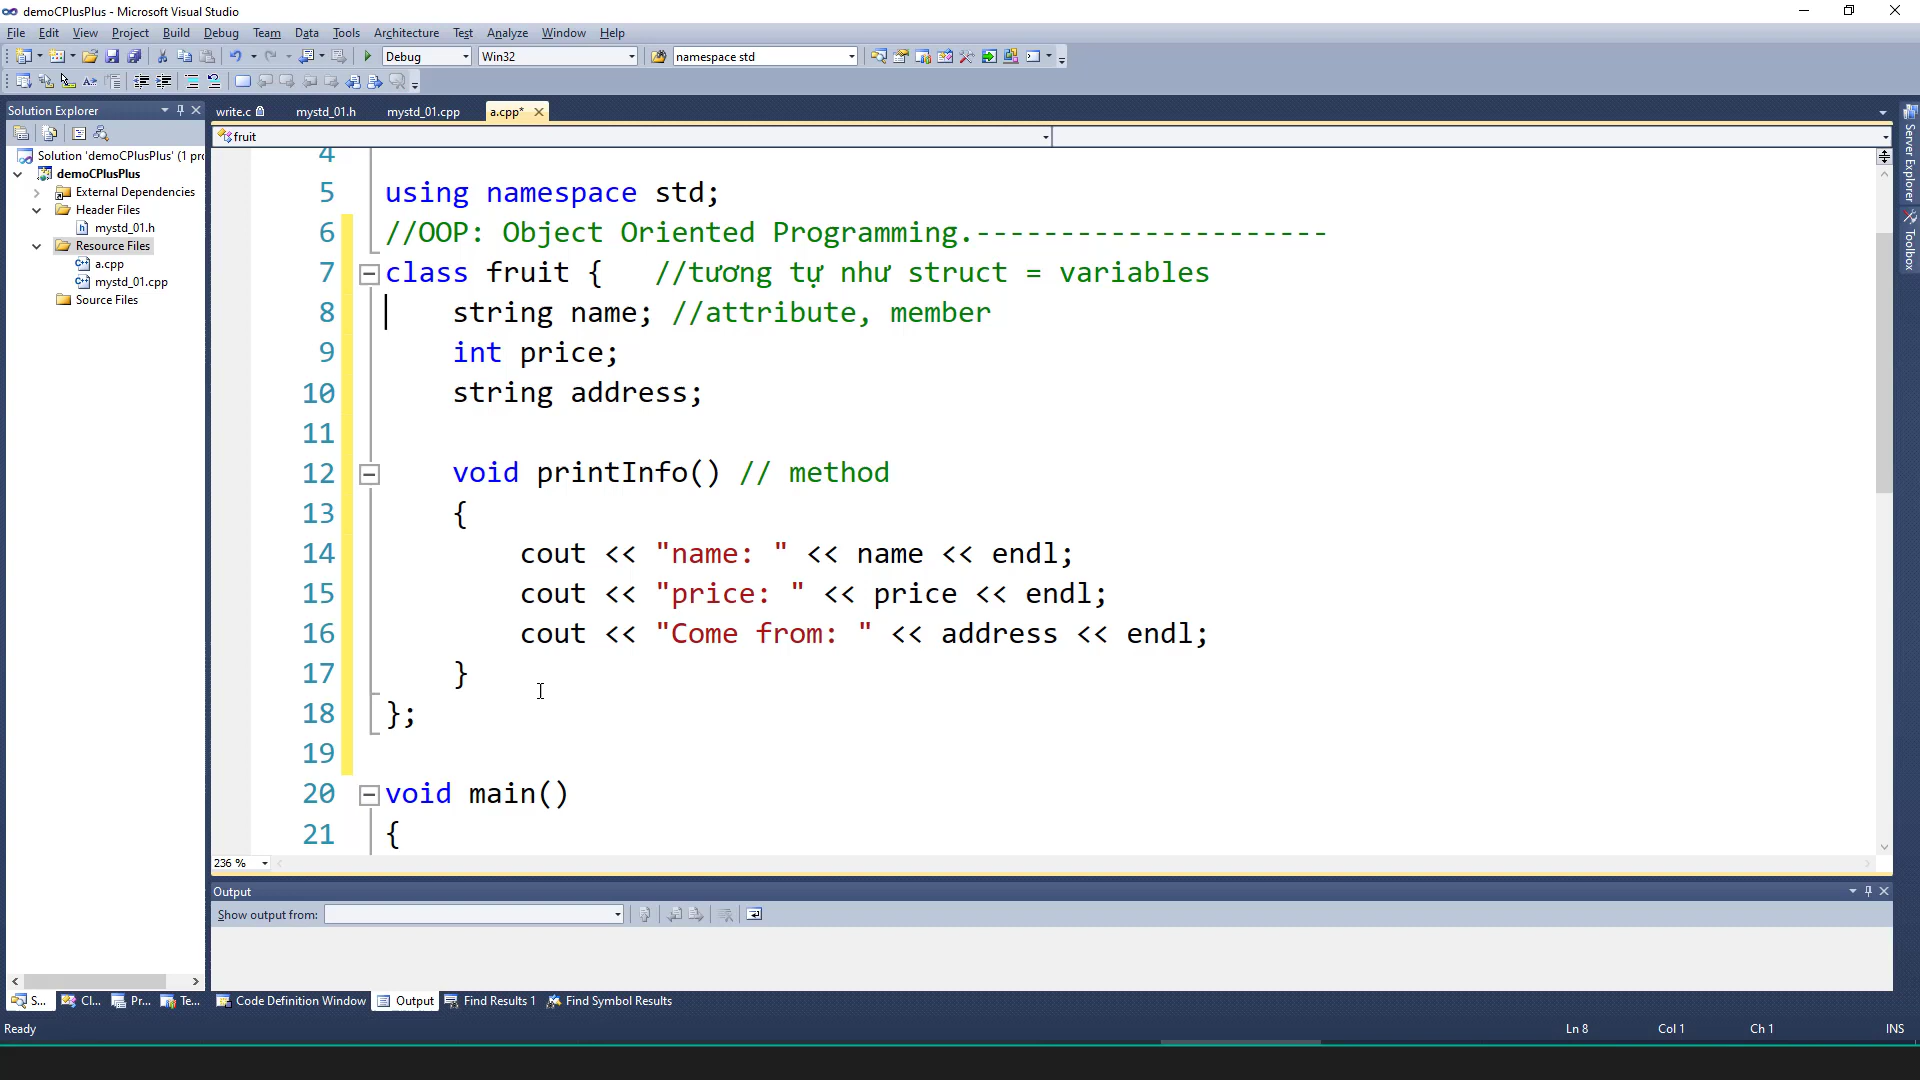 demoCPlusPlus - Microsoft Visual Studio
File Edit View Project Build Debug Team Data Tools Architecture Test Analyze Window Help
Debug Win32 namespace std
Solution Explorer
write.c mystd_01.h mystd_01.cpp a.cpp*
fruit
Solution 'demoCPlusPlus' (1 pro
demoCPlusPlus
External Dependencies
Header Files
mystd_01.h
Resource Files
a.cpp
mystd_01.cpp
Source Files
4
5 using namespace std;
6 //OOP: Object Oriented Programming.---------------------
7 class fruit { //tương tự như struct = variables
8 string name; //attribute, member
9 int price;
10 string address;
11
12 void printInfo() // method
13 {
14 cout << "name: " << name << endl;
15 cout << "price: " << price << endl;
16 cout << "Come from: " << address << endl;
17 }
18 };
19
20 void main()
21 {
236 %
Server Explorer
Toolbox
Output
Show output from:
S... Cl... Pr... Te... Code Definition Window Output Find Results 1 Find Symbol Results
Ready Ln 8 Col 1 Ch 1 INS